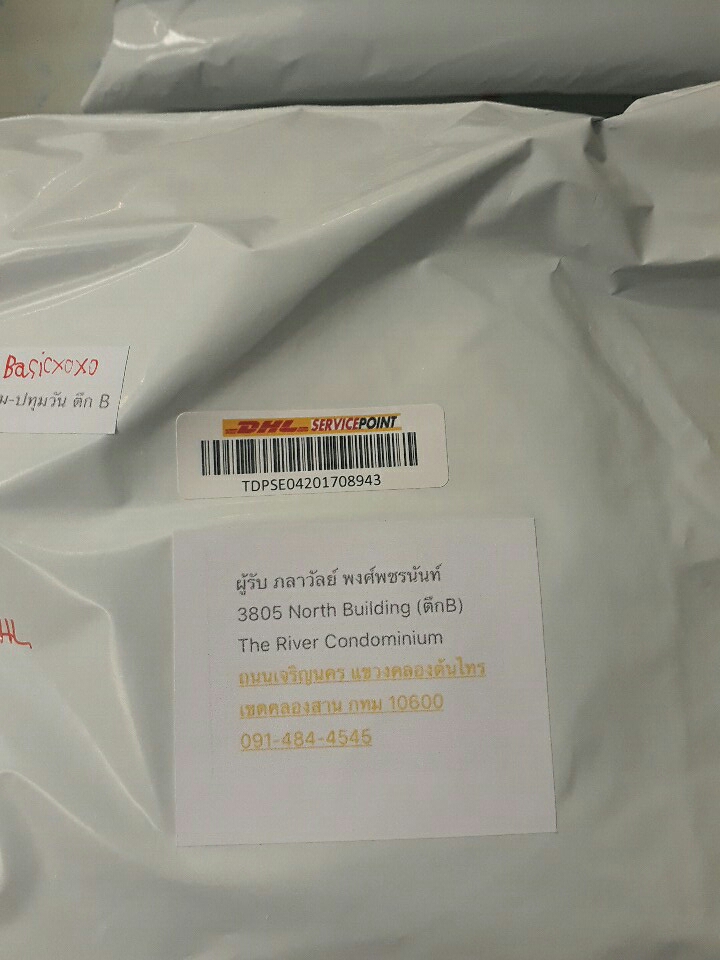 Basicxoxo
ม-ปทุมวัน ตึก B
DHL SERVICEPOINT
TDPSE04201708943
ผู้รับ ภลาวัลย์ พงศ์พชรนันท์
3805 North Building (ตึกB)
The River Condominium
ถนนเจริญนคร แขวงคลองต้นไทร
เขตคลองสาน กทม 10600
091-484-4545
HL